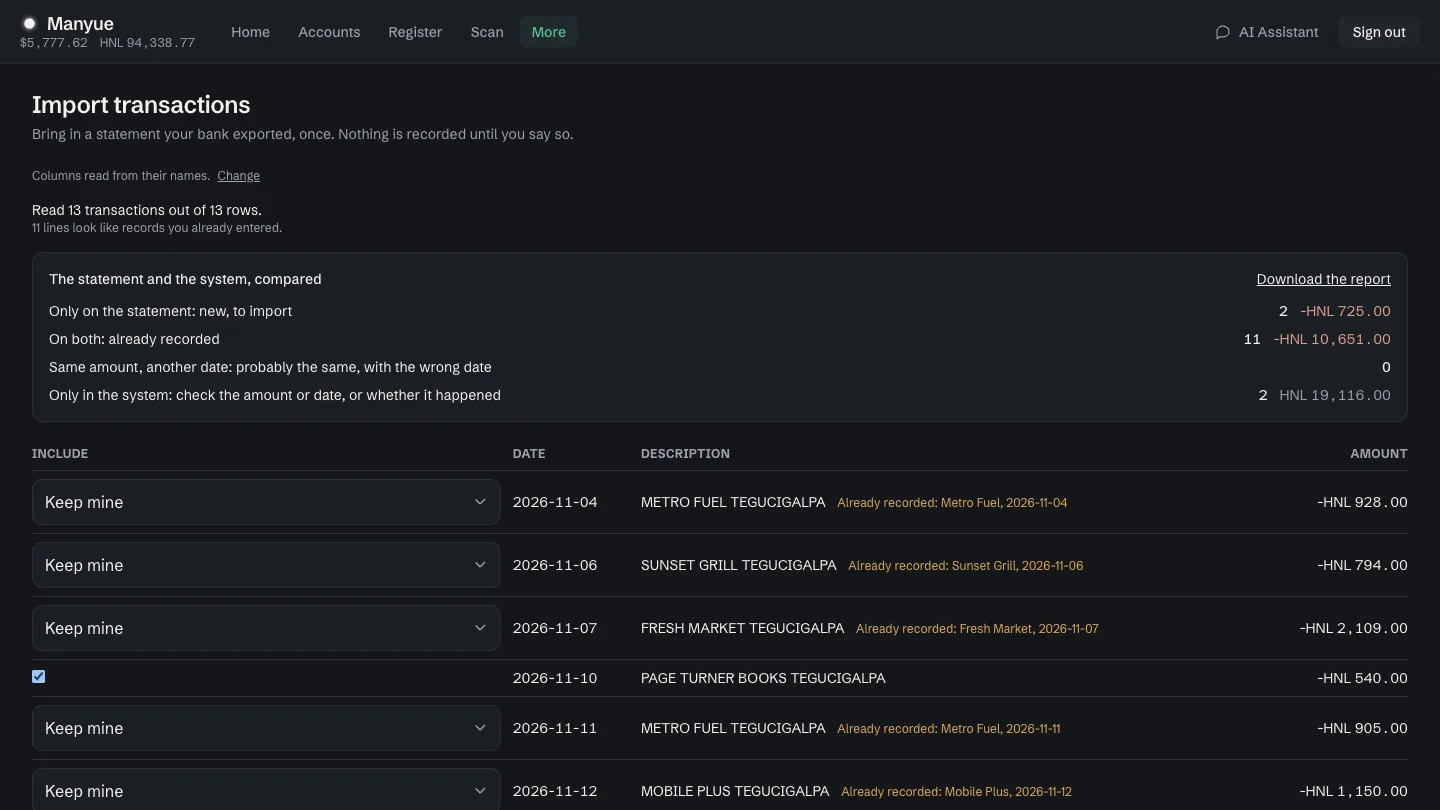 Manyue
$5,777.62 HNL 94,338.77
Home Accounts Register Scan More
AI Assistant Sign out
Import transactions
Bring in a statement your bank exported, once. Nothing is recorded until you say so.
Columns read from their names. Change
Read 13 transactions out of 13 rows.
11 lines look like records you already entered.
The statement and the system, compared Download the report
Only on the statement: new, to import 2 -HNL 725.00
On both: already recorded 11 -HNL 10,651.00
Same amount, another date: probably the same, with the wrong date 0
Only in the system: check the amount or date, or whether it happened 2 HNL 19,116.00
INCLUDE DATE DESCRIPTION AMOUNT
Keep mine 2026-11-04 METRO FUEL TEGUCIGALPA Already recorded: Metro Fuel, 2026-11-04 -HNL 928.00
Keep mine 2026-11-06 SUNSET GRILL TEGUCIGALPA Already recorded: Sunset Grill, 2026-11-06 -HNL 794.00
Keep mine 2026-11-07 FRESH MARKET TEGUCIGALPA Already recorded: Fresh Market, 2026-11-07 -HNL 2,109.00
2026-11-10 PAGE TURNER BOOKS TEGUCIGALPA -HNL 540.00
Keep mine 2026-11-11 METRO FUEL TEGUCIGALPA Already recorded: Metro Fuel, 2026-11-11 -HNL 905.00
Keep mine 2026-11-12 MOBILE PLUS TEGUCIGALPA Already recorded: Mobile Plus, 2026-11-12 -HNL 1,150.00